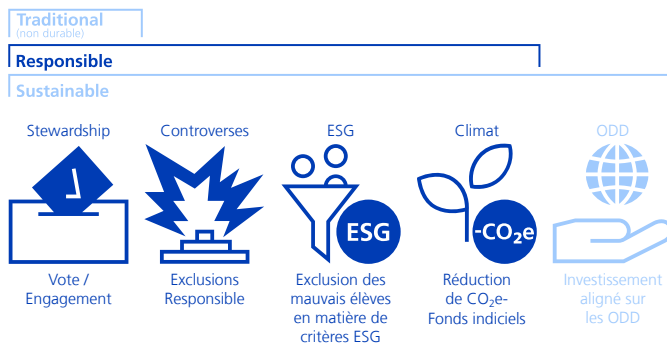 Traditional
(non durable)
Responsible
Sustainable
Stewardship
Controverses
ESG
Climat
ODD
ESG
-CO₂e
Vote /
Engagement
Exclusions
Responsible
Exclusion des
mauvais élèves
en matière de
critères ESG
Réduction
de CO₂e-
Fonds indiciels
Investissement
aligné sur
les ODD